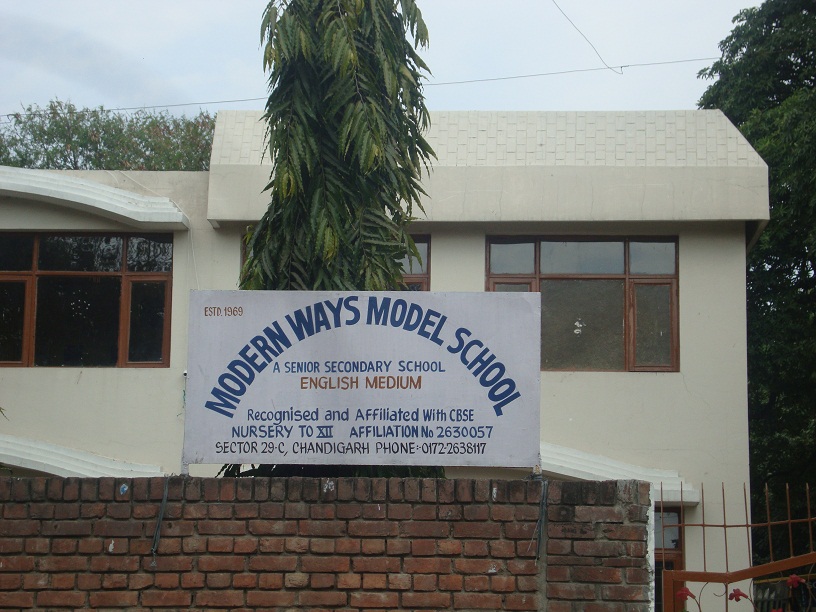 ESTD. 1969
MODERN WAYS MODEL SCHOOL
A SENIOR SECONDARY SCHOOL
ENGLISH MEDIUM
Recognised and Affiliated With CBSE
NURSERY TO XII AFFILIATION No 2630057
SECTOR 29-C, CHANDIGARH PHONE:-0172-2638117